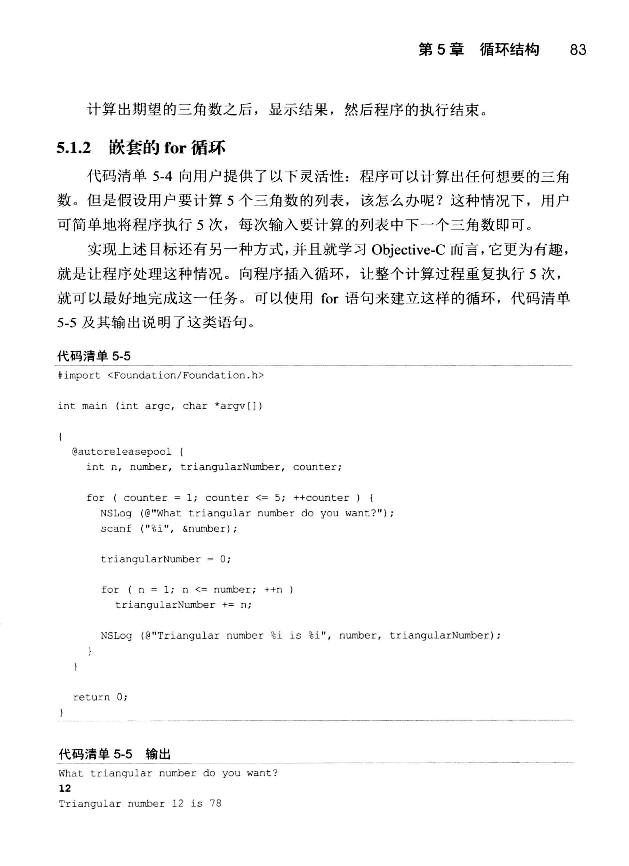 第 5 章 循环结构 83
计算出期望的三角数之后，显示结果，然后程序的执行结束。
5.1.2 嵌套的 for 循环
代码清单 5-4 向用户提供了以下灵活性：程序可以计算出任何想要的三角
数。但是假设用户要计算 5 个三角数的列表，该怎么办呢？这种情况下，用户
可简单地将程序执行 5 次，每次输入要计算的列表中下一个三角数即可。
实现上述目标还有另一种方式，并且就学习 Objective-C 而言，它更为有趣，
就是让程序处理这种情况。向程序插入循环，让整个计算过程重复执行 5 次，
就可以最好地完成这一任务。可以使用 for 语句来建立这样的循环，代码清单
5-5 及其输出说明了这类语句。
代码清单 5-5
#import <Foundation/Foundation.h>
int main (int argc, char *argv[])
{
@autoreleasepool {
int n, number, triangularNumber, counter;
for ( counter = 1; counter <= 5; ++counter ) {
NSLog (@"What triangular number do you want?");
scanf ("%i", &number);
triangularNumber = 0;
for ( n = 1; n <= number; ++n )
triangularNumber += n;
NSLog (@"Triangular number %i is %i", number, triangularNumber);
}
}
return 0;
}
代码清单 5-5 输出
What triangular number do you want?
12
Triangular number 12 is 78